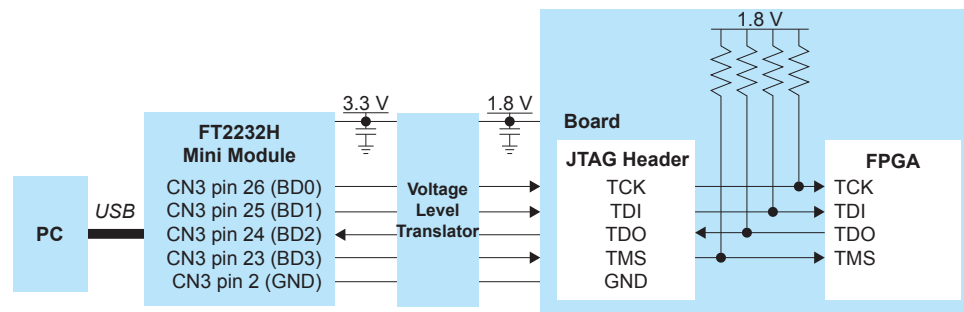 1.8 V
3.3 V
1.8 V
Board
FT2232H
Mini Module
JTAG Header
FPGA
CN3 pin 26 (BD0)
TCK
TCK
CN3 pin 25 (BD1)
Voltage
Level
Translator
TDI
TDI
PC
USB
CN3 pin 24 (BD2)
TDO
TDO
CN3 pin 23 (BD3)
TMS
TMS
CN3 pin 2 (GND)
GND